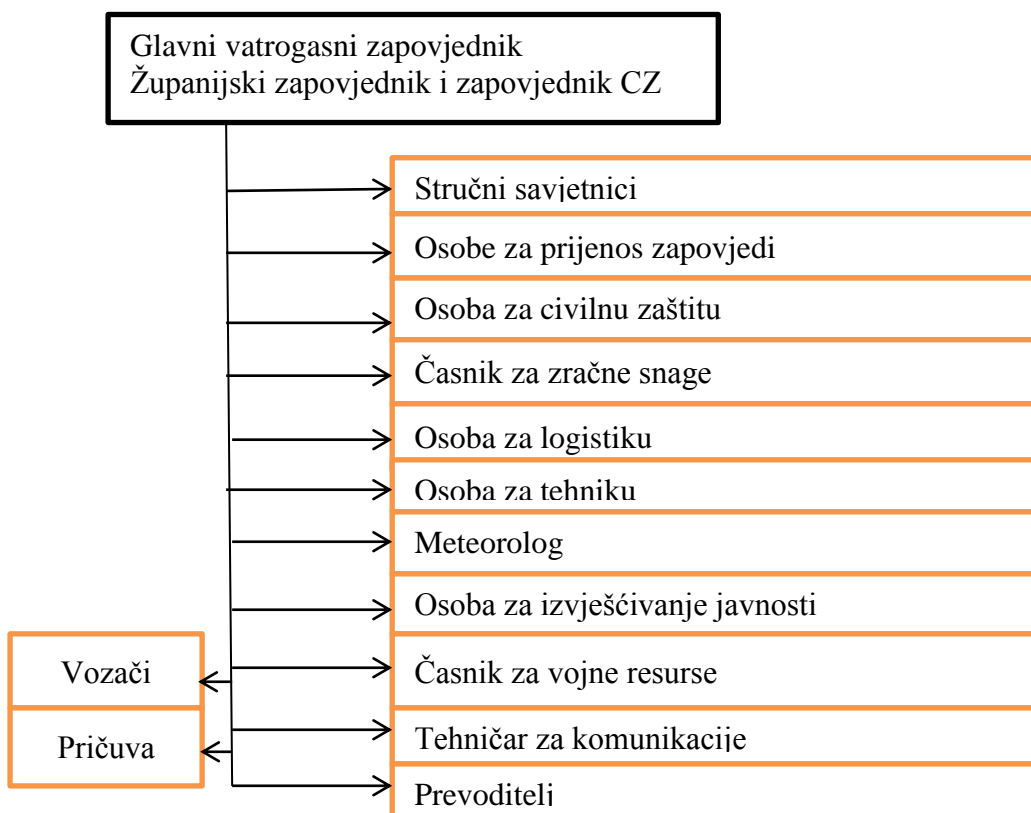 Glavni vatrogasni zapovjednik
Županijski zapovjednik i zapovjednik CZ
Stručni savjetnici
Osobe za prijenos zapovjedi
Osoba za civilnu zaštitu
Časnik za zračne snage
Osoba za logistiku
Osoba za tehniku
Meteorolog
Osoba za izvješćivanje javnosti
Vozači
Časnik za vojne resurse
Pričuva
Tehničar za komunikacije
Prevoditelj